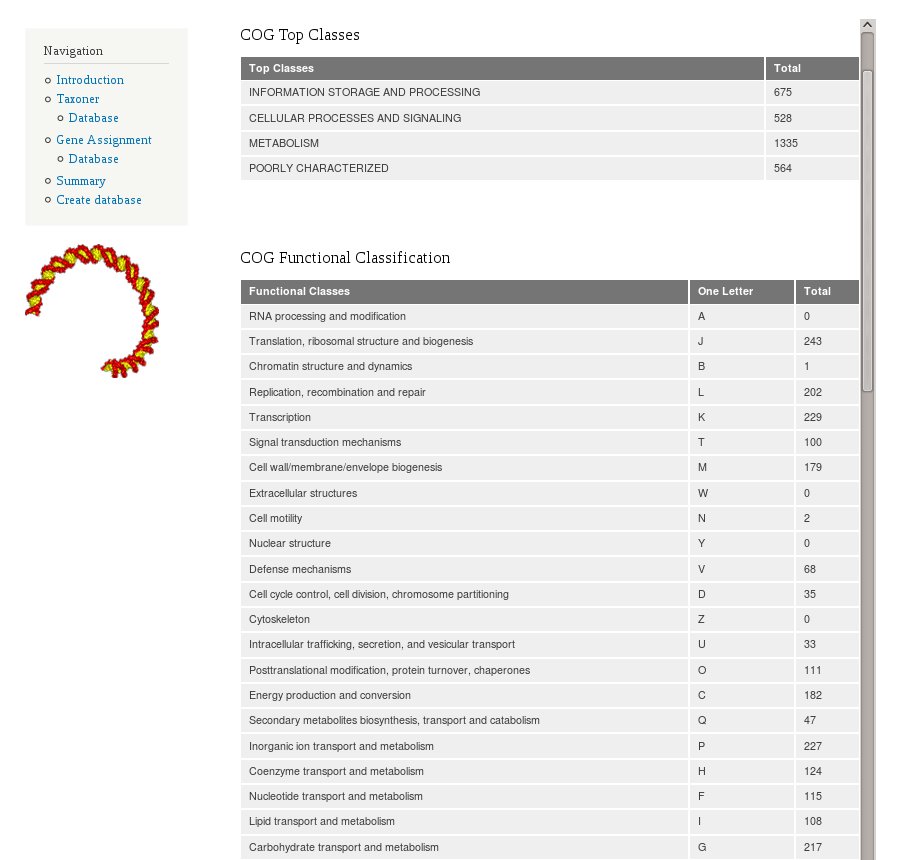 Navigation
Introduction
Taxoner
Database
Gene Assignment
Database
Summary
Create database
COG Top Classes
Top Classes Total
INFORMATION STORAGE AND PROCESSING 675
CELLULAR PROCESSES AND SIGNALING 528
METABOLISM 1335
POORLY CHARACTERIZED 564
COG Functional Classification
Functional Classes One Letter Total
RNA processing and modification A 0
Translation, ribosomal structure and biogenesis J 243
Chromatin structure and dynamics B 1
Replication, recombination and repair L 202
Transcription K 229
Signal transduction mechanisms T 100
Cell wall/membrane/envelope biogenesis M 179
Extracellular structures W 0
Cell motility N 2
Nuclear structure Y 0
Defense mechanisms V 68
Cell cycle control, cell division, chromosome partitioning D 35
Cytoskeleton Z 0
Intracellular trafficking, secretion, and vesicular transport U 33
Posttranslational modification, protein turnover, chaperones O 111
Energy production and conversion C 182
Secondary metabolites biosynthesis, transport and catabolism Q 47
Inorganic ion transport and metabolism P 227
Coenzyme transport and metabolism H 124
Nucleotide transport and metabolism F 115
Lipid transport and metabolism I 108
Carbohydrate transport and metabolism G 217